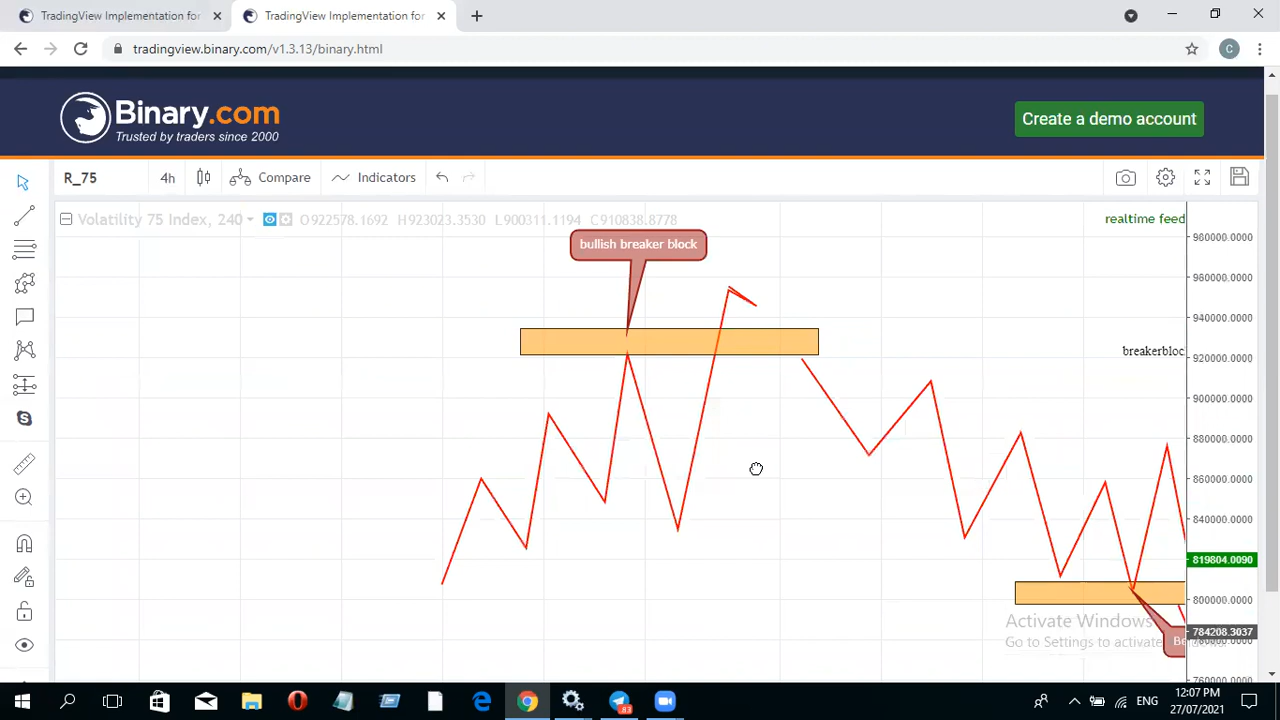 TradingView Implementation for
TradingView Implementation for
tradingview.binary.com/v1.3.13/binary.html
C
Binary.com
Trusted by traders since 2000
Create a demo account
R_75
4h
Compare
Indicators
Volatility 75 Index, 240
O922578.1692 H923023.3530 L900311.1194 C910838.8778
realtime feed
bullish breaker block
breakerbloc
960000.0000
960000.0000
940000.0000
920000.0000
900000.0000
880000.0000
860000.0000
840000.0000
819804.0090
800000.0000
784208.3037
760000.0000
Be
Activate Windows
Go to Settings to activate
83
ENG
12:07 PM
27/07/2021